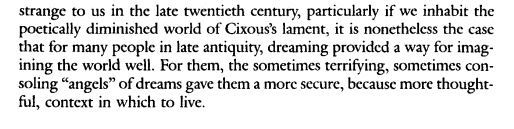 strange to us in the late twentieth century, particularly if we inhabit the
poetically diminished world of Cixous's lament, it is nonetheless the case
that for many people in late antiquity, dreaming provided a way for imag-
ining the world well. For them, the sometimes terrifying, sometimes con-
soling “angels” of dreams gave them a more secure, because more thought-
ful, context in which to live.